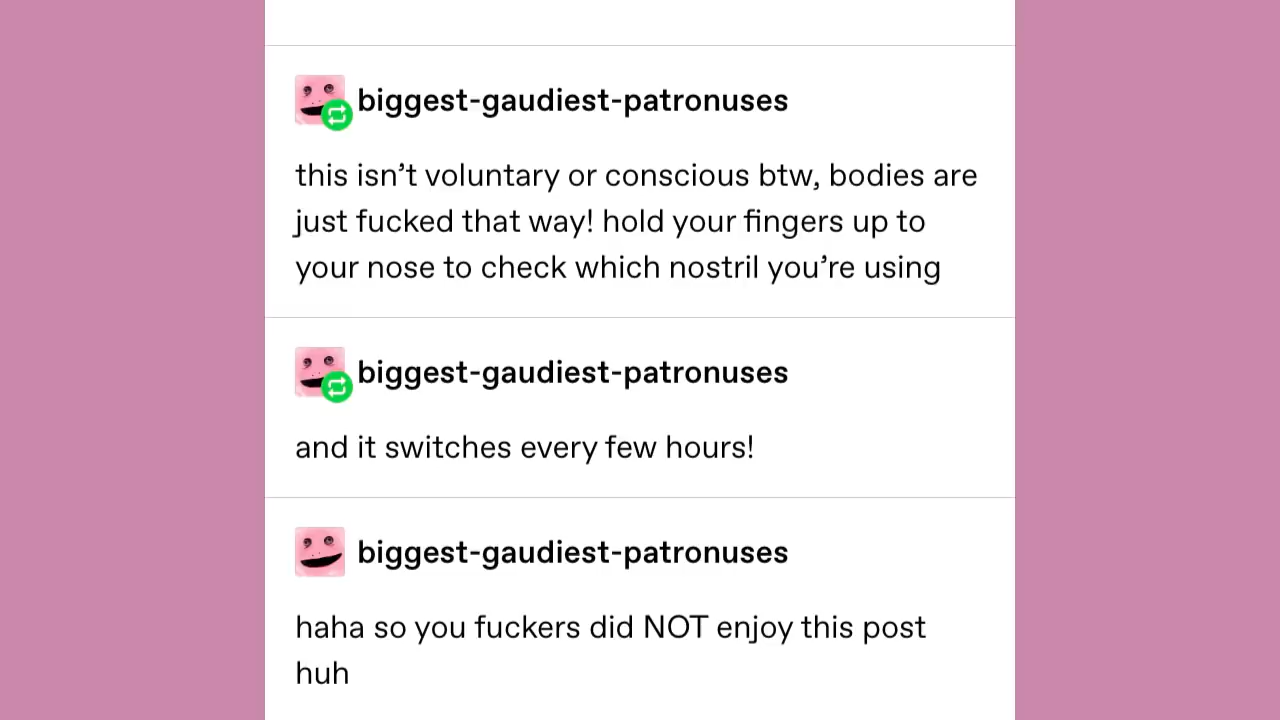 biggest-gaudiest-patronuses
this isn’t voluntary or conscious btw, bodies are
just fucked that way! hold your fingers up to
your nose to check which nostril you’re using
biggest-gaudiest-patronuses
and it switches every few hours!
biggest-gaudiest-patronuses
haha so you fuckers did NOT enjoy this post
huh